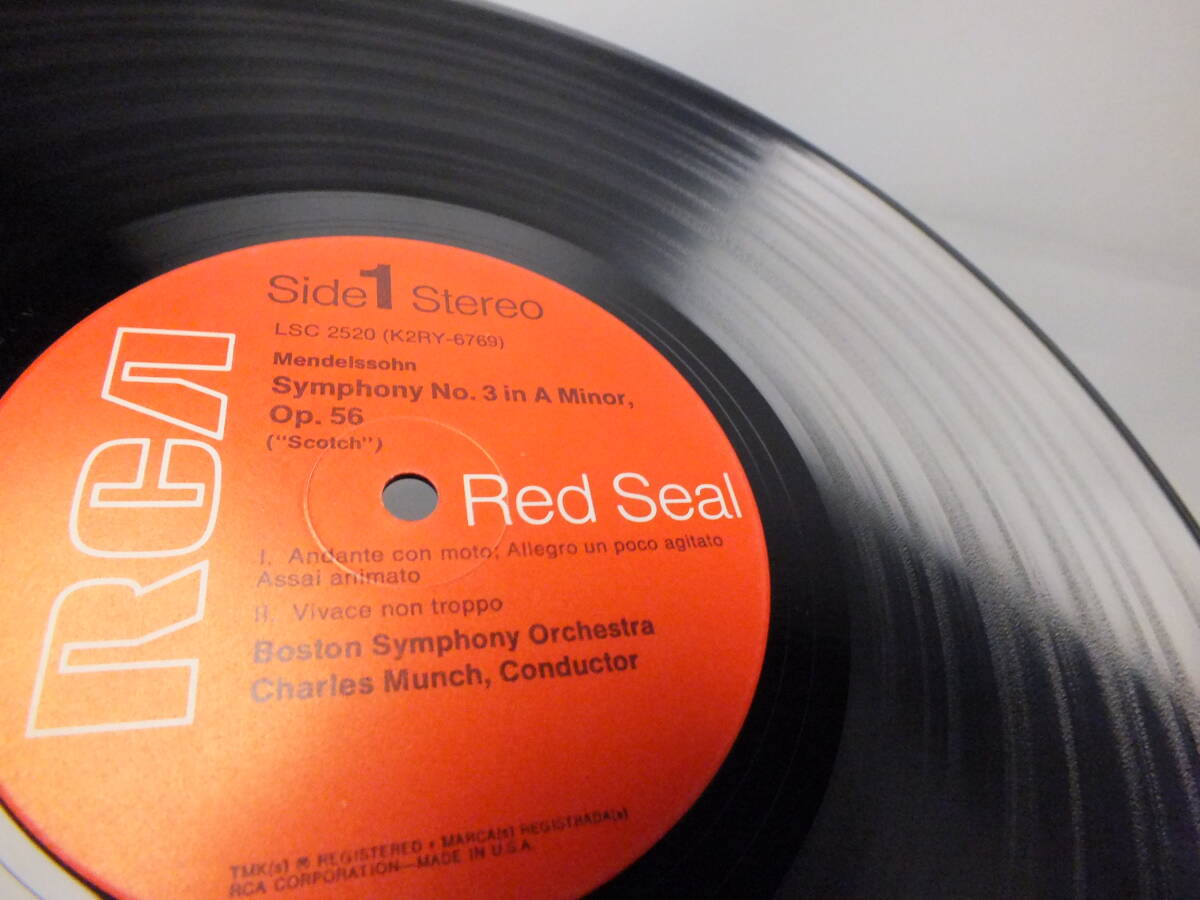 Side 1 Stereo
LSC 2520 (K2RY-6769)
Mendelssohn
Symphony No. 3 in A Minor,
Op. 56
("Scotch")
RCA
Red Seal
I. Andante con moto; Allegro un poco agitato
Assai animato
II. Vivace non troppo
Boston Symphony Orchestra
Charles Munch, Conductor
TMK(s) ® REGISTERED • MARCA(s) REGISTRADA(s)
RCA CORPORATION—MADE IN U.S.A.